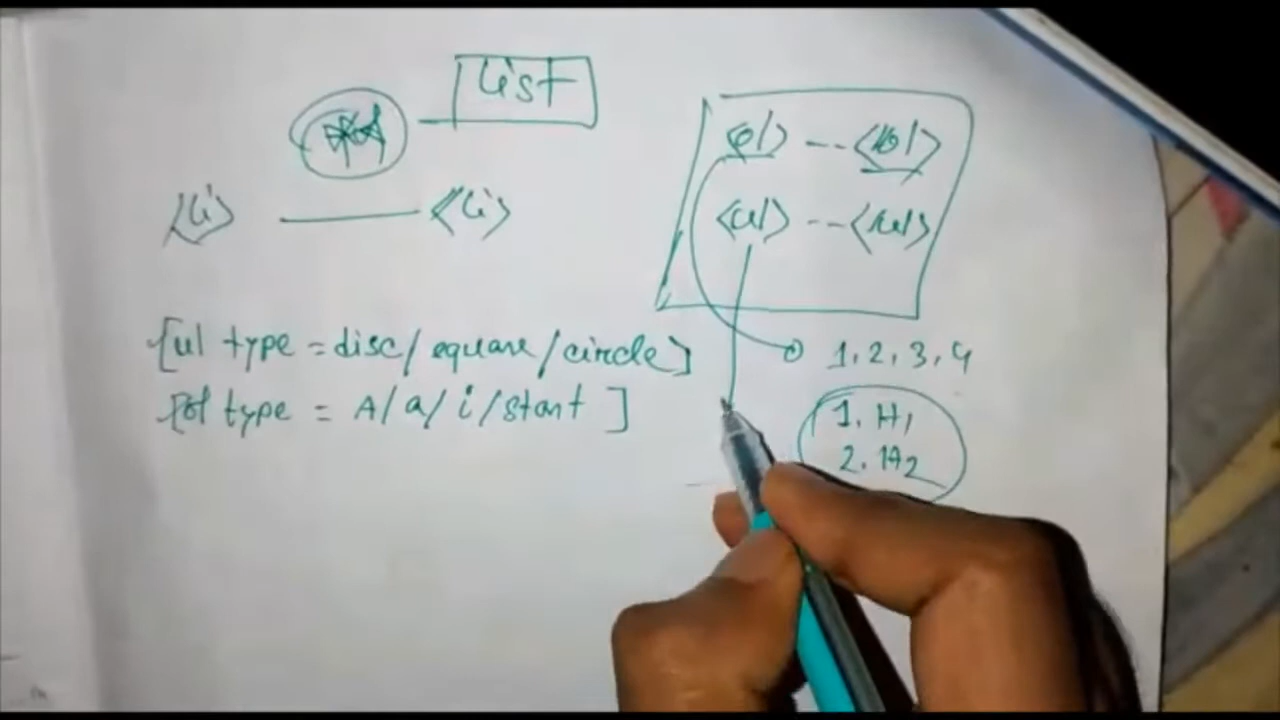 List
<li> —— <li>
<ol> --- </ol>
<ul> --- </ul>
[ul type = disc/ equare /circle]
[ol type = A/a/i/start ]
1, 2, 3, 4
1. H1
2. H2